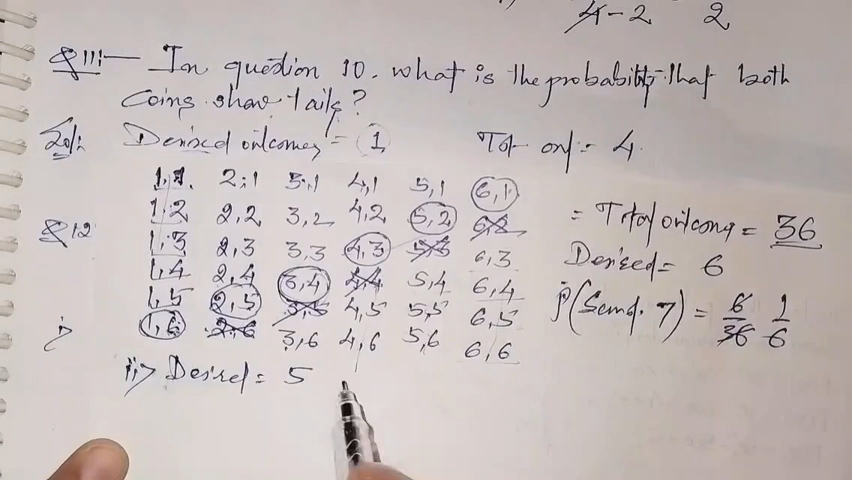 4-2 2
Q11:— In question 10. what is the probability that both
coins show tails?
Sol: Desired outcomes = 1 Tot out = 4
1,1. 2,1 3,1 4,1 5,1 6,1
Q12 1,2 2,2 3,2 4,2 5,2 6,2 = Total outcomes = 36
1,3 2,3 3,3 4,3 5,3 6,3 Desired = 6
1,4 2,4 3,4 4,4 5,4 6,4
1,5 2,5 3,5 4,5 5,5 6,5 P(Sum of 7) = 6/36 1/6
i> 1,6 2,6 3,6 4,6 5,6 6,6
ii> Desired = 5